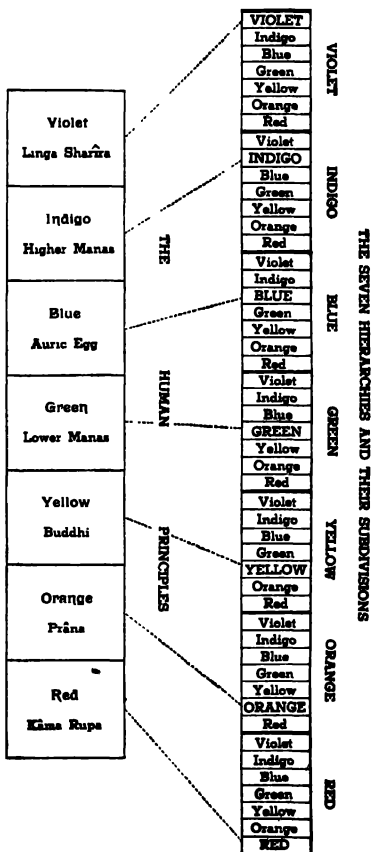 Violet
Linga Sharîra
Indigo
Higher Manas
Blue
Auric Egg
Green
Lower Manas
Yellow
Buddhi
Orange
Prâna
Red
Kâma Rupa
THE
HUMAN
PRINCIPLES
VIOLET
Indigo
Blue
Green
Yellow
Orange
Red
Violet
INDIGO
Blue
Green
Yellow
Orange
Red
Violet
Indigo
BLUE
Green
Yellow
Orange
Red
Violet
Indigo
Blue
GREEN
Yellow
Orange
Red
Violet
Indigo
Blue
Green
YELLOW
Orange
Red
Violet
Indigo
Blue
Green
Yellow
ORANGE
Red
Violet
Indigo
Blue
Green
Yellow
Orange
RED
VIOLET
INDIGO
BLUE
GREEN
YELLOW
ORANGE
RED
THE SEVEN HIERARCHIES AND THEIR SUBDIVISIONS